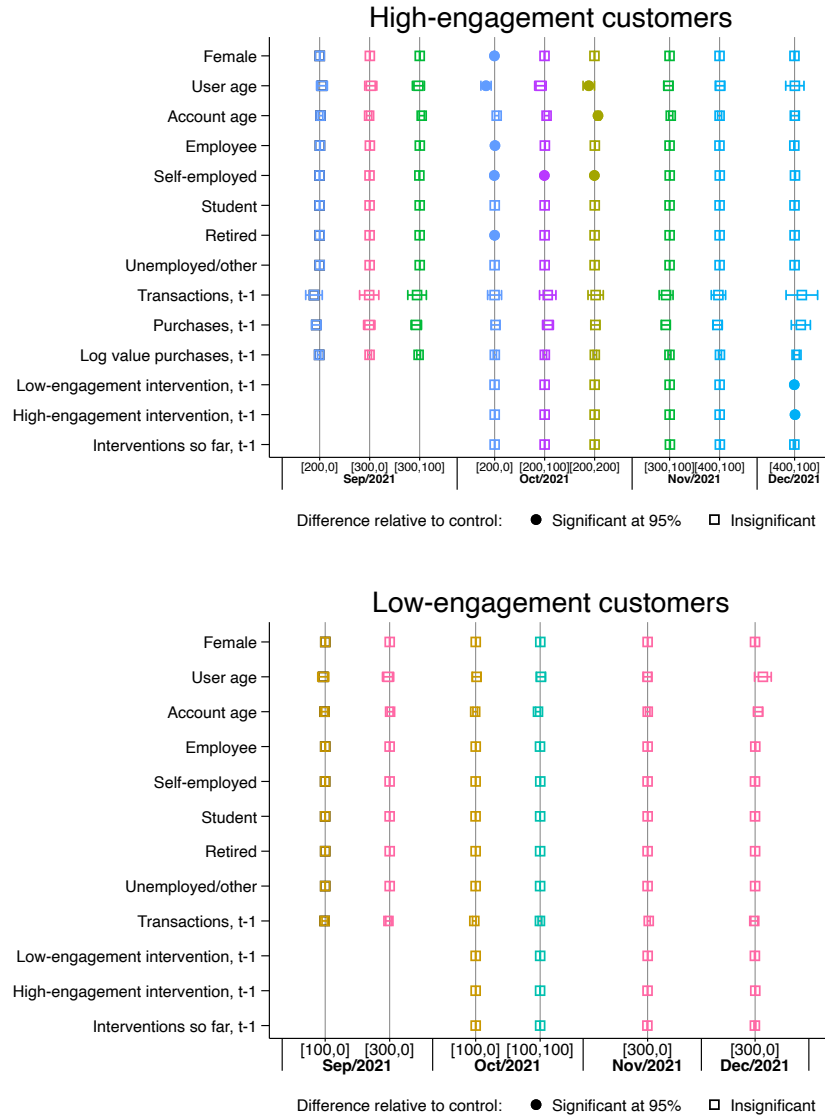 High-engagement customers
Female
User age
Account age
Employee
Self-employed
Student
Retired
Unemployed/other
Transactions, t-1
Purchases, t-1
Log value purchases, t-1
Low-engagement intervention, t-1
High-engagement intervention, t-1
Interventions so far, t-1
[200,0] [300,0] [300,100] [200,0] [200,100] [200,200] [300,100] [400,100] [400,100]
Sep/2021 Oct/2021 Nov/2021 Dec/2021
Difference relative to control: Significant at 95% Insignificant
Low-engagement customers
Female
User age
Account age
Employee
Self-employed
Student
Retired
Unemployed/other
Transactions, t-1
Low-engagement intervention, t-1
High-engagement intervention, t-1
Interventions so far, t-1
[100,0] [300,0] [100,0] [100,100] [300,0] [300,0]
Sep/2021 Oct/2021 Nov/2021 Dec/2021
Difference relative to control: Significant at 95% Insignificant